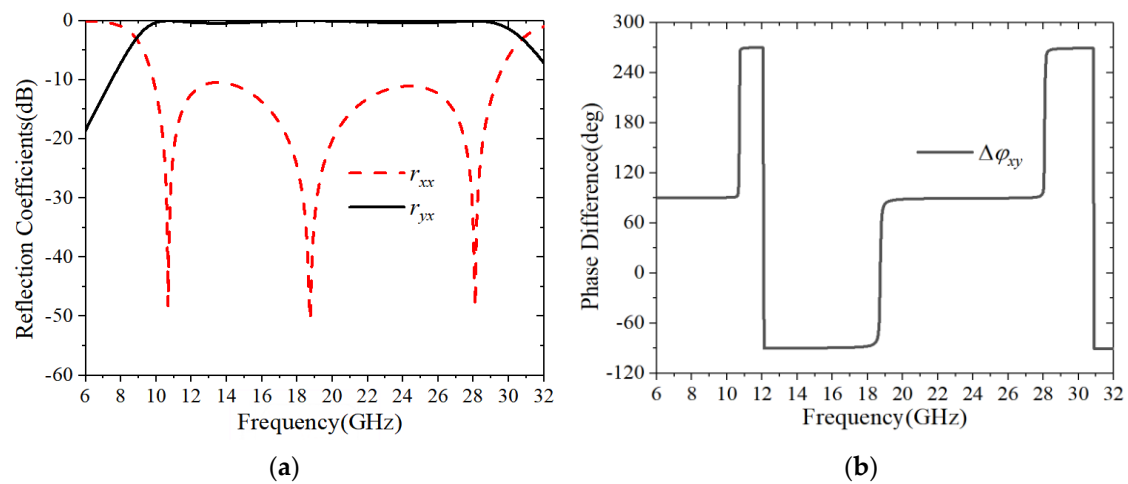 0
-10
-20
-30
-40
-50
-60
Reflection Coefficients(dB)
r_xx
r_yx
6 8 10 12 14 16 18 20 22 24 26 28 30 32
Frequency(GHz)
(a)
300
240
180
120
60
0
-60
-120
Phase Difference(deg)
Δφ_xy
6 8 10 12 14 16 18 20 22 24 26 28 30 32
Frequency(GHz)
(b)